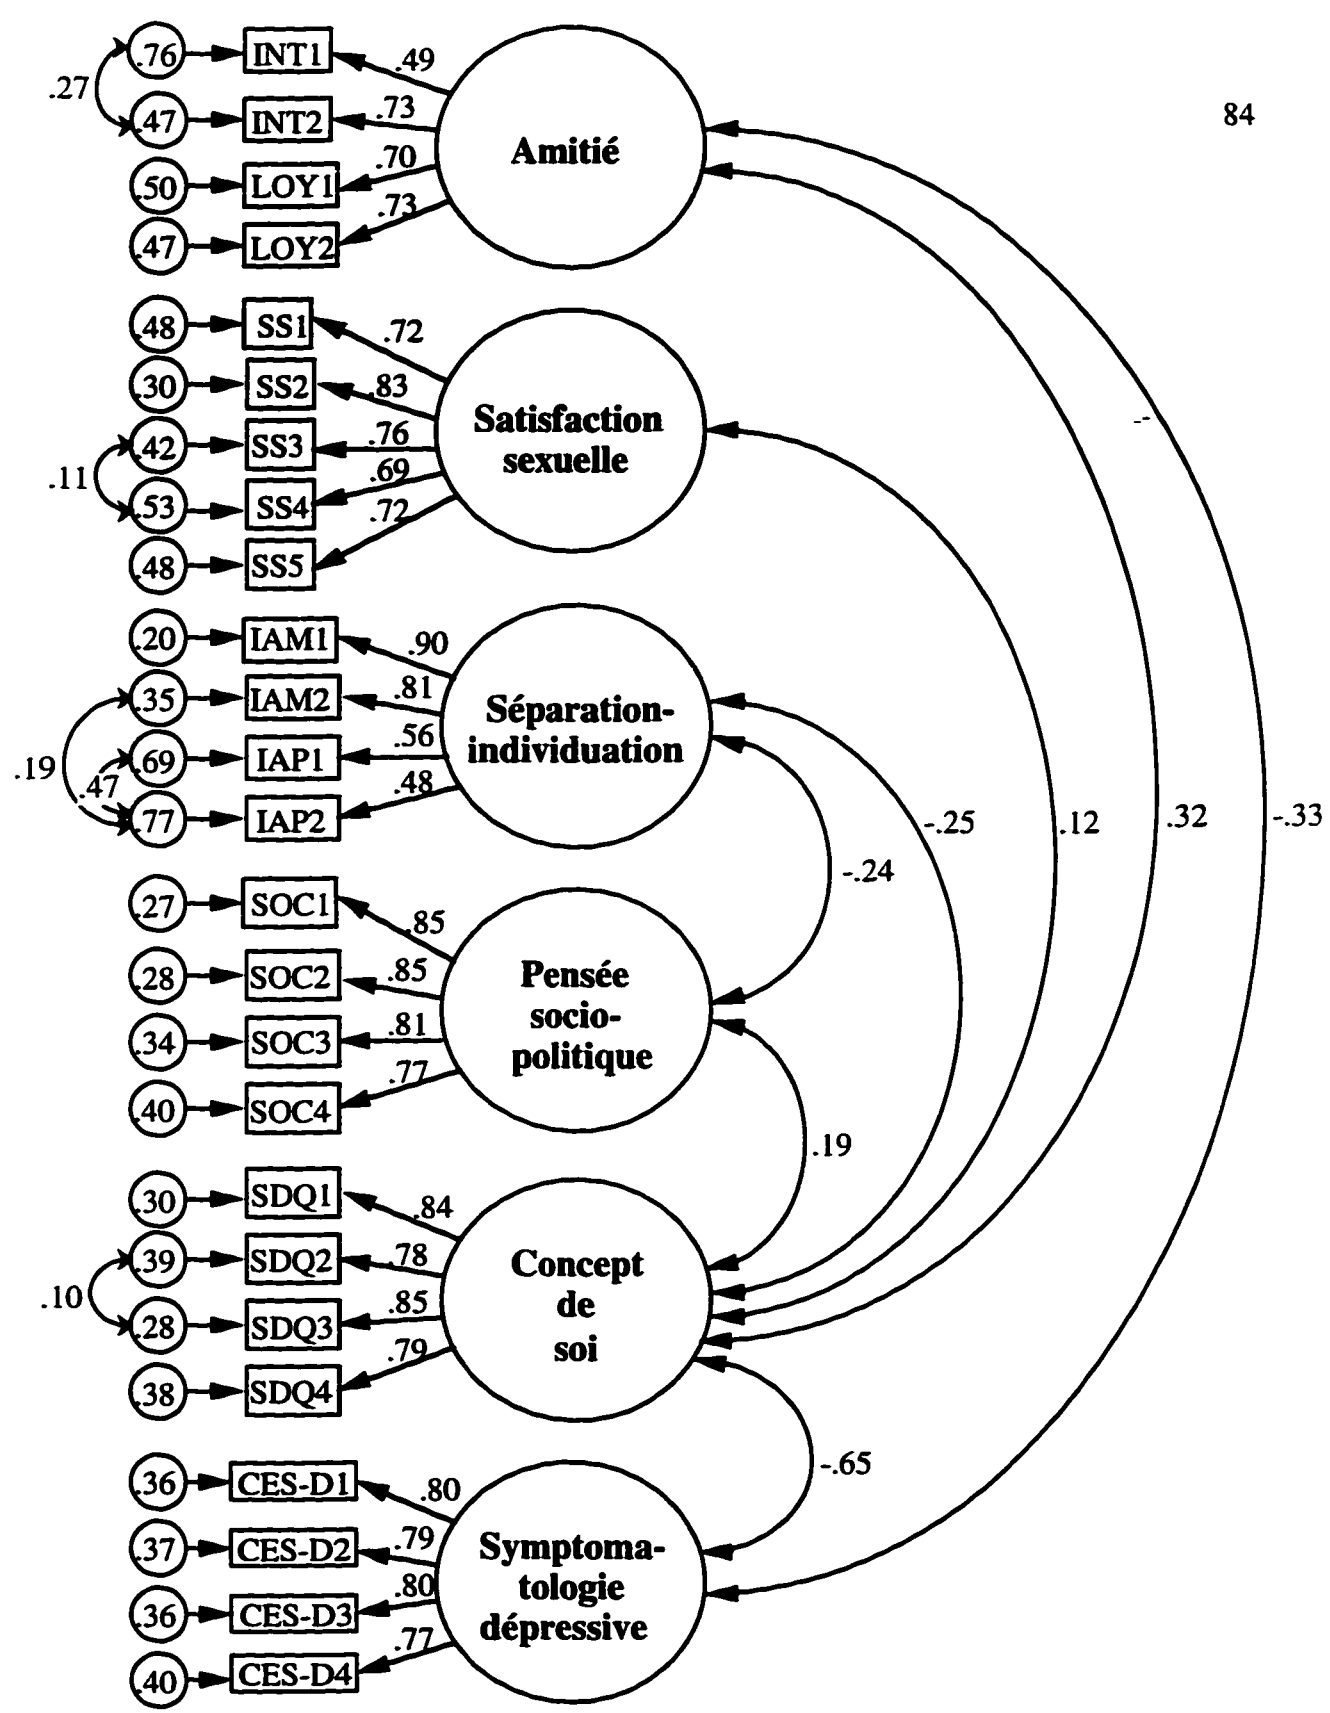 84
.27
.76 INT1 .49
.47 INT2 .73
.50 LOY1 .70
.47 LOY2 .73
Amitié
.48 SS1 .72
.30 SS2 .83
.11
.42 SS3 .76
.53 SS4 .69
.48 SS5 .72
Satisfaction
sexuelle
.20 IAM1 .90
.35 IAM2 .81
.19
.47
.69 IAP1 .56
.77 IAP2 .48
Séparation-
individuation
-.24
-.25
.12
.32
-.33
.27 SOC1 .85
.28 SOC2 .85
.34 SOC3 .81
.40 SOC4 .77
Pensée
socio-
politique
.19
.30 SDQ1 .84
.39 SDQ2 .78
.10
.28 SDQ3 .85
.38 SDQ4 .79
Concept
de
soi
-.65
.36 CES-D1 .80
.37 CES-D2 .79
.36 CES-D3 .80
.40 CES-D4 .77
Symptoma-
tologie
dépressive